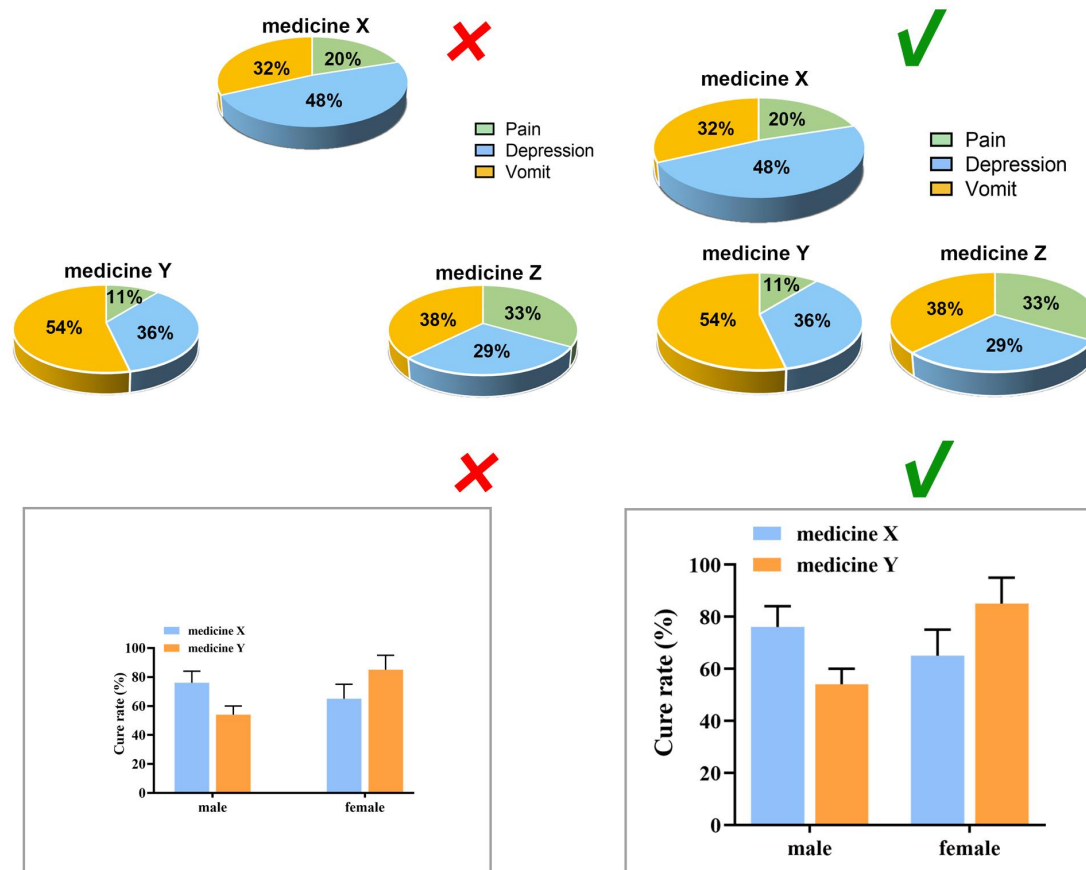 medicine X
32%
20%
48%
Pain
Depression
Vomit
medicine Y
11%
54%
36%
medicine Z
38%
33%
29%
medicine X
32%
20%
48%
Pain
Depression
Vomit
medicine Y
11%
54%
36%
medicine Z
38%
33%
29%
medicine X
medicine Y
Cure rate (%)
100
80
60
40
20
0
male
female
medicine X
medicine Y
Cure rate (%)
100
80
60
40
20
0
male
female